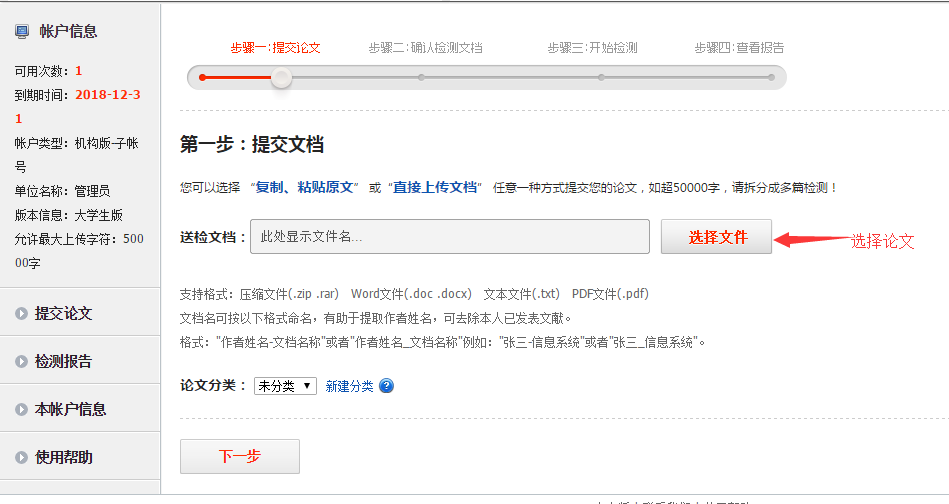 帐户信息
可用次数：1
到期时间：2018-12-3
1
帐户类型：机构版-子帐
号
单位名称：管理员
版本信息：大学生版
允许最大上传字符：500
00字
提交论文
检测报告
本帐户信息
使用帮助
步骤一:提交论文 步骤二:确认检测文档 步骤三:开始检测 步骤四:查看报告
第一步：提交文档
您可以选择 “复制、粘贴原文” 或“直接上传文档” 任意一种方式提交您的论文，如超50000字，请拆分成多篇检测！
送检文档： 此处显示文件名... 选择文件 选择论文
支持格式：压缩文件(.zip .rar) Word文件(.doc .docx) 文本文件(.txt) PDF文件(.pdf)
文档名可按以下格式命名，有助于提取作者姓名，可去除本人已发表文献。
格式："作者姓名-文档名称"或者"作者姓名_文档名称"例如："张三-信息系统"或者"张三_信息系统"。
论文分类： 未分类 新建分类 ?
下一步